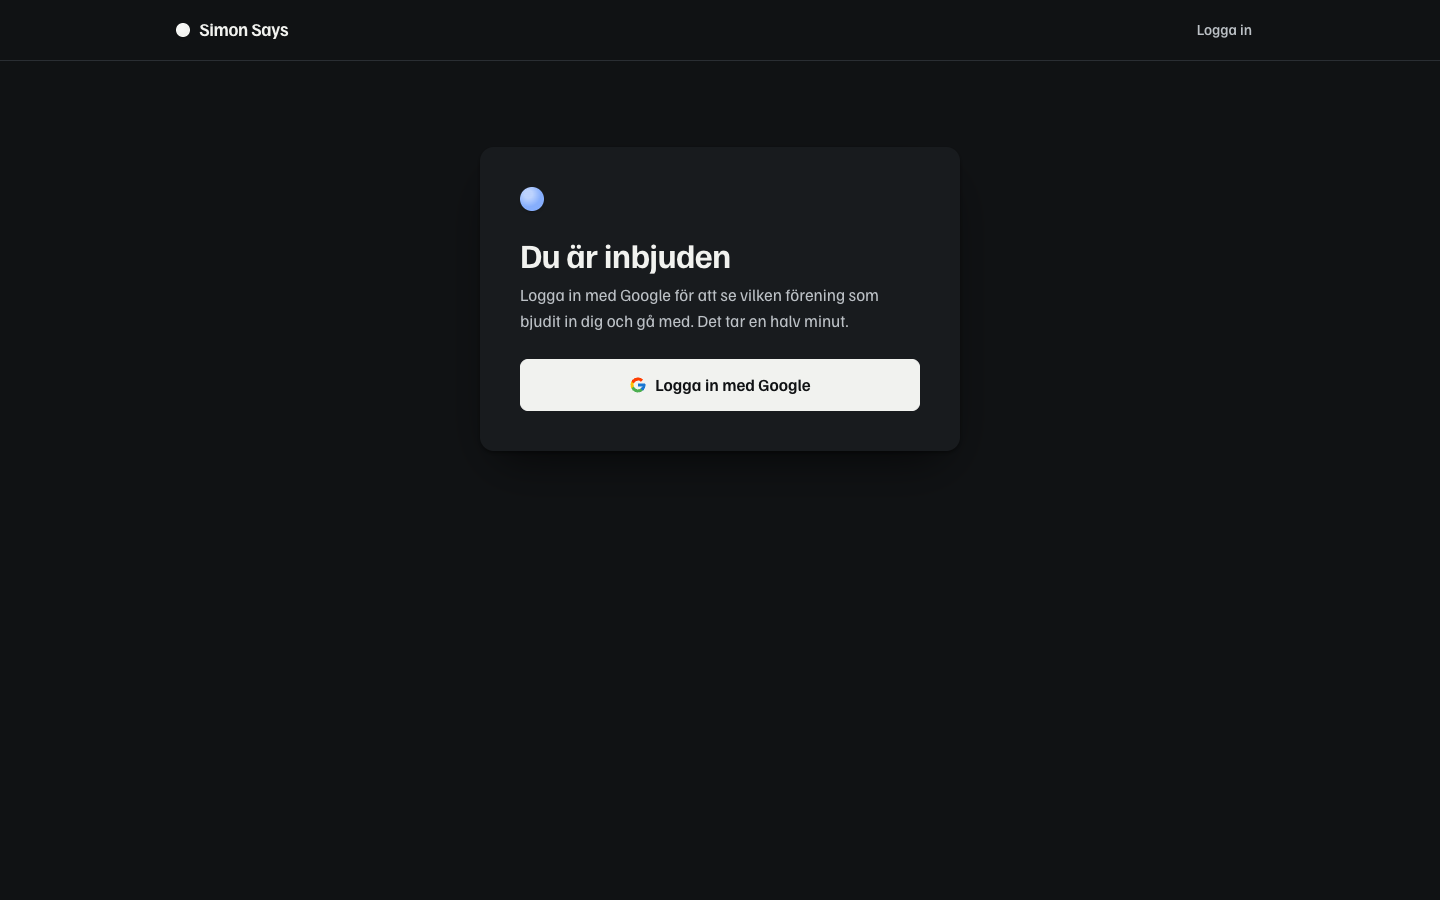 Simon Says
Logga in
Du är inbjuden
Logga in med Google för att se vilken förening som
bjudit in dig och gå med. Det tar en halv minut.
Logga in med Google